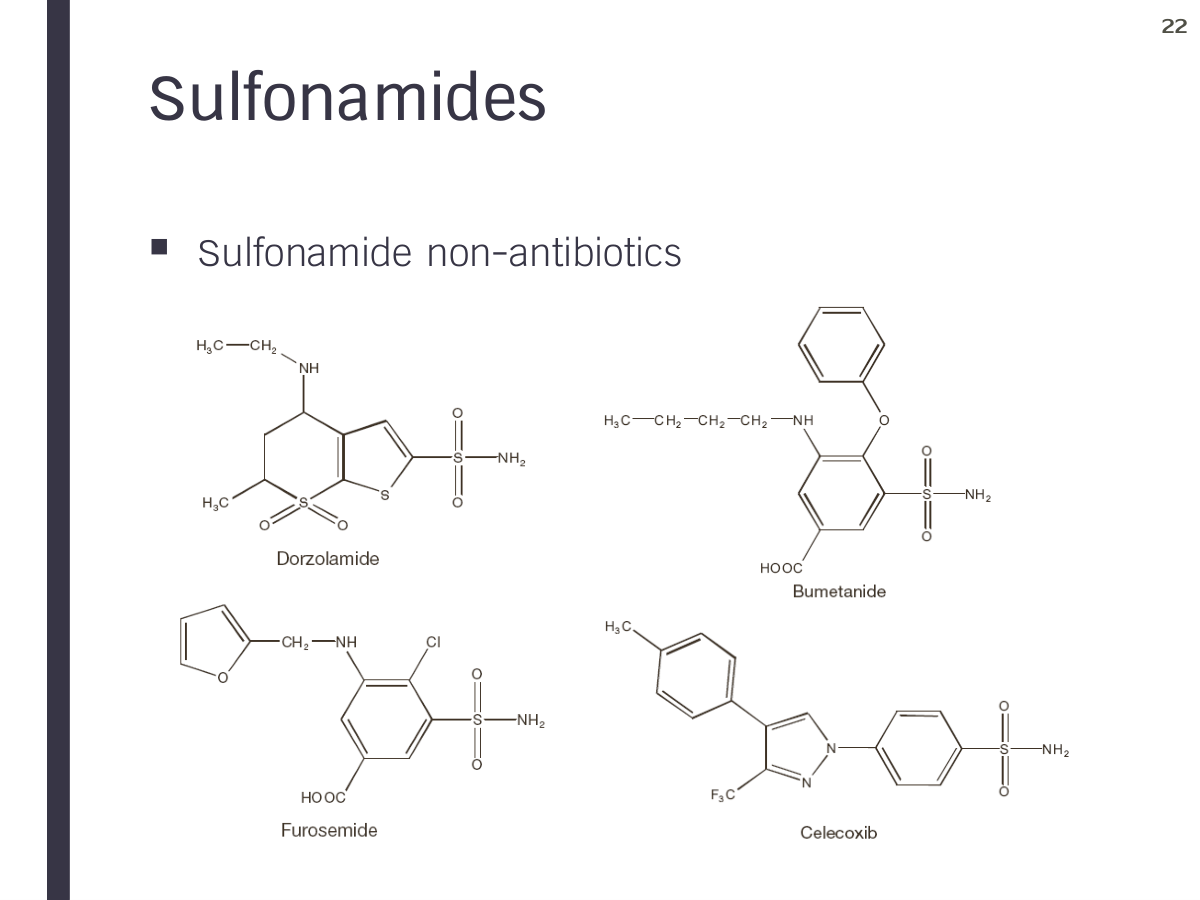 22
Sulfonamides
▪ Sulfonamide non-antibiotics
H₃C CH₂
NH
O
S NH₂
H₃C S S
O O O
Dorzolamide
H₃C CH₂ CH₂ CH₂ NH O
O
S NH₂
O
HOOC
Bumetanide
CH₂ NH Cl
O
O
S NH₂
O
HOOC
Furosemide
H₃C
O
N S NH₂
N
F₃C O
Celecoxib